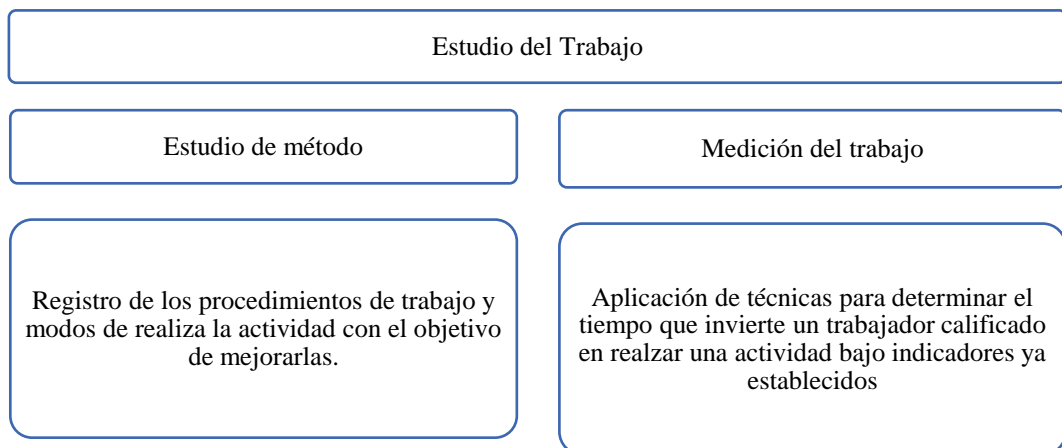 Estudio del Trabajo
Estudio de método
Medición del trabajo
Registro de los procedimientos de trabajo y
modos de realiza la actividad con el objetivo
de mejorarlas.
Aplicación de técnicas para determinar el
tiempo que invierte un trabajador calificado
en realzar una actividad bajo indicadores ya
establecidos